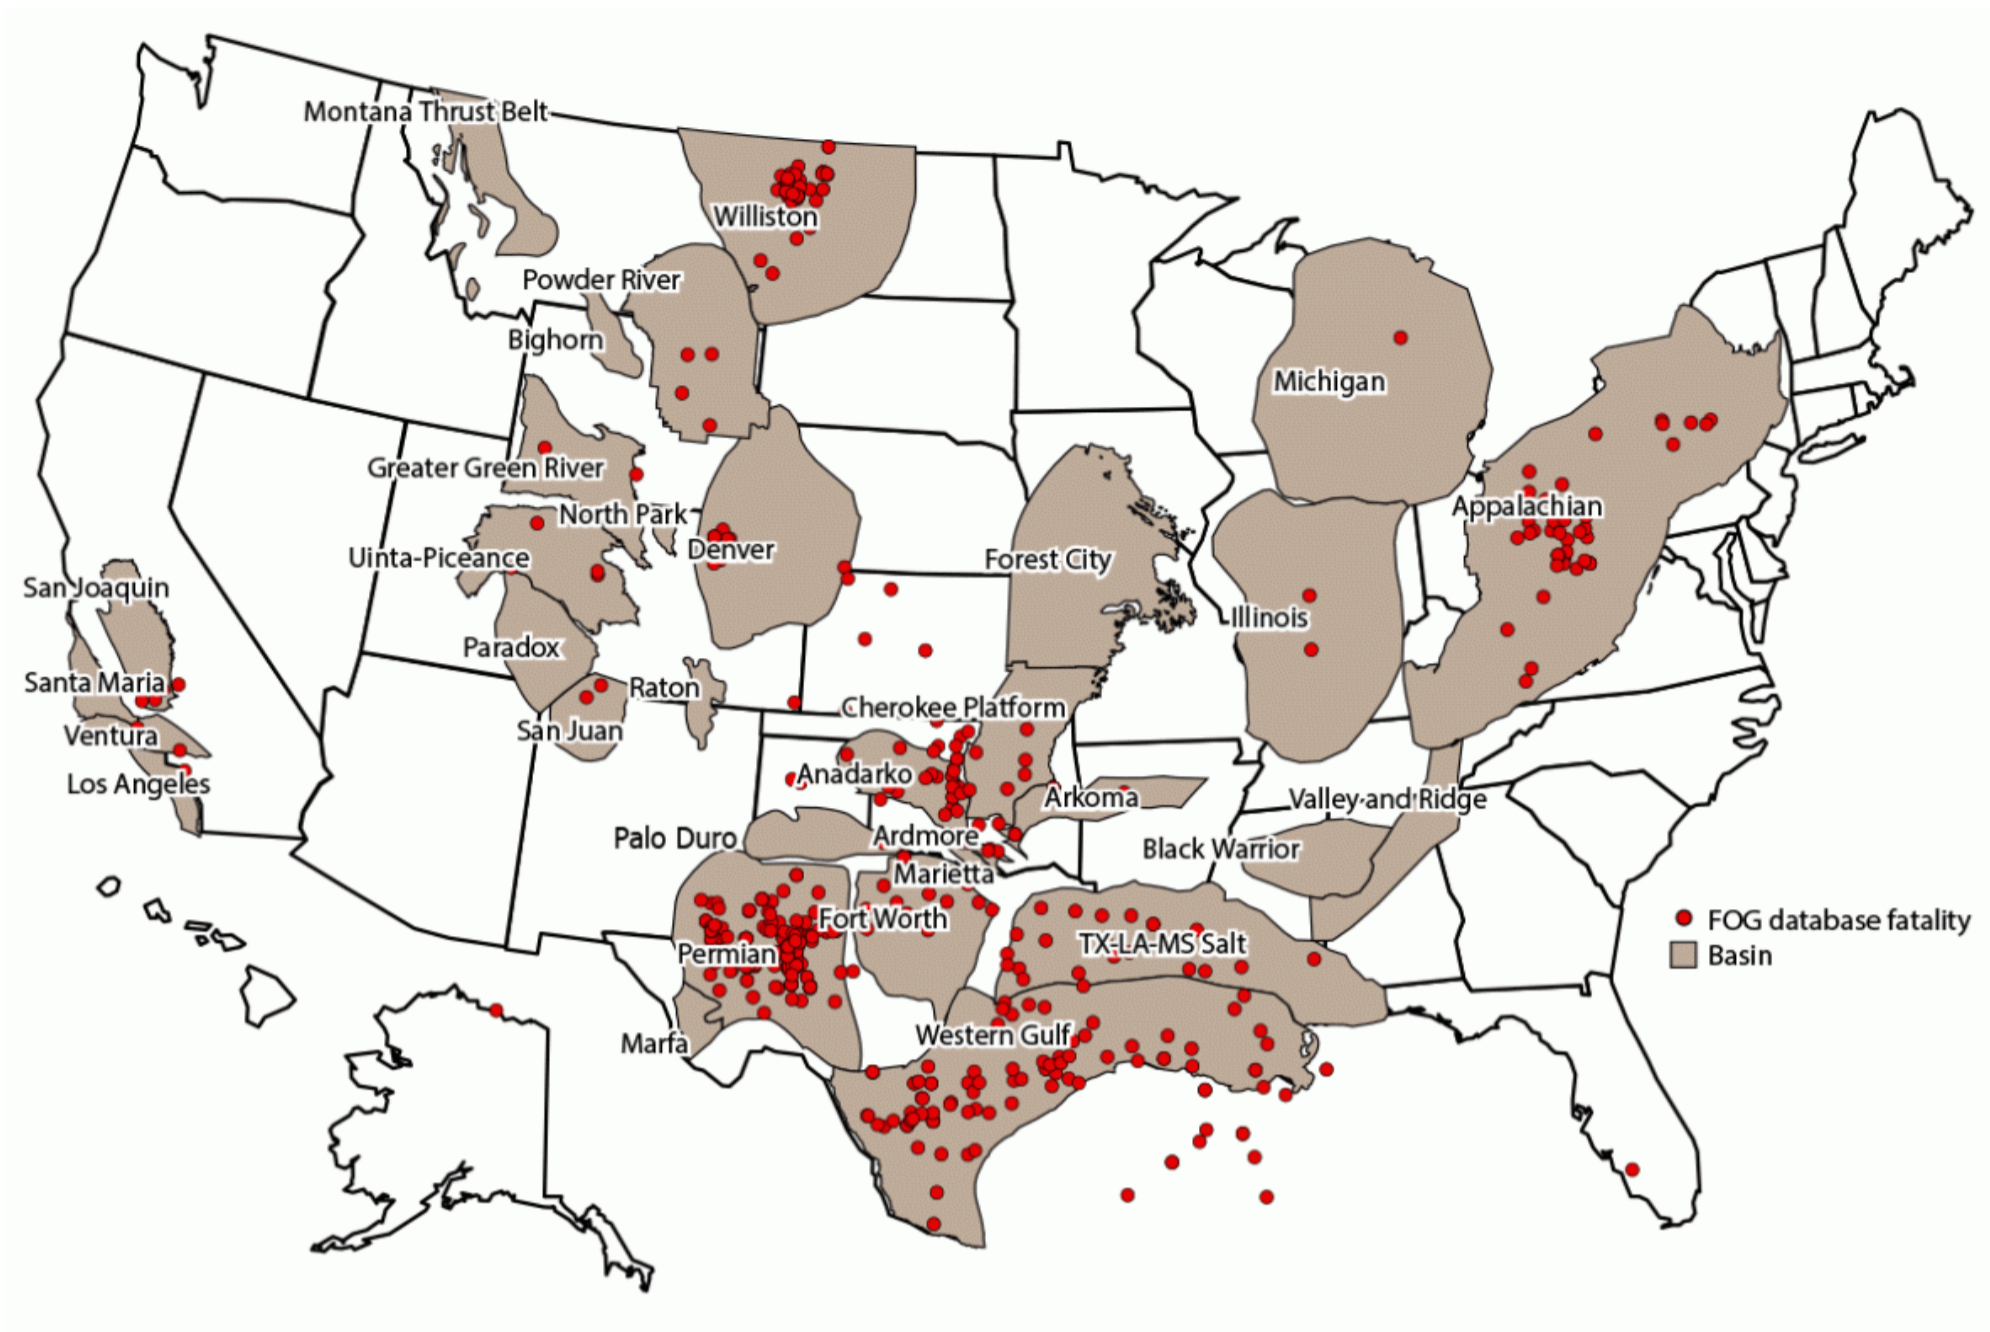 Montana Thrust Belt
Williston
Powder River
Bighorn
Michigan
Greater Green River
North Park
Appalachian
Uinta-Piceance
Denver
Forest City
San Joaquin
Illinois
Paradox
Santa Maria
Raton
Cherokee Platform
San Juan
Ventura
Anadarko
Los Angeles
Arkoma
Valley and Ridge
Palo Duro
Ardmore
Black Warrior
Marietta
Fort Worth
FOG database fatality
TX-LA-MS Salt
Permian
Basin
Western Gulf
Marfa